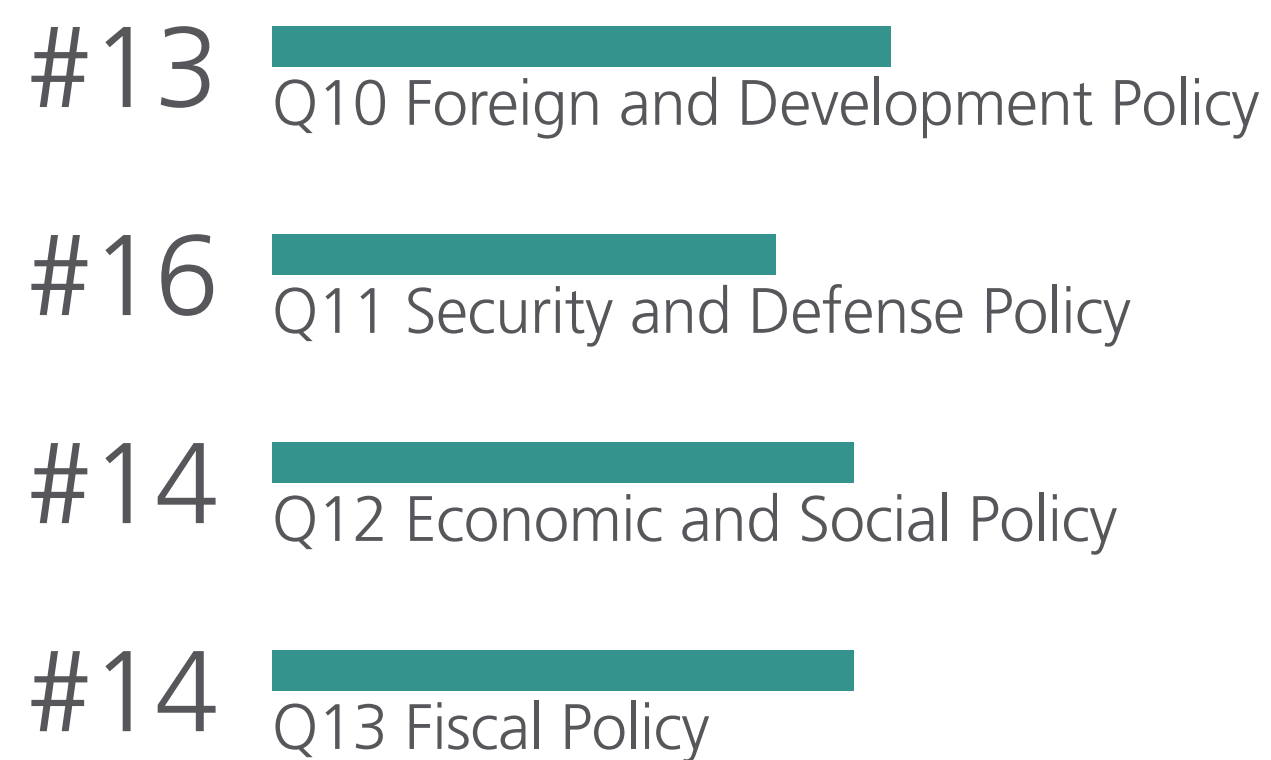 #13
Q10 Foreign and Development Policy
#16
Q11 Security and Defense Policy
#14
Q12 Economic and Social Policy
#14
Q13 Fiscal Policy